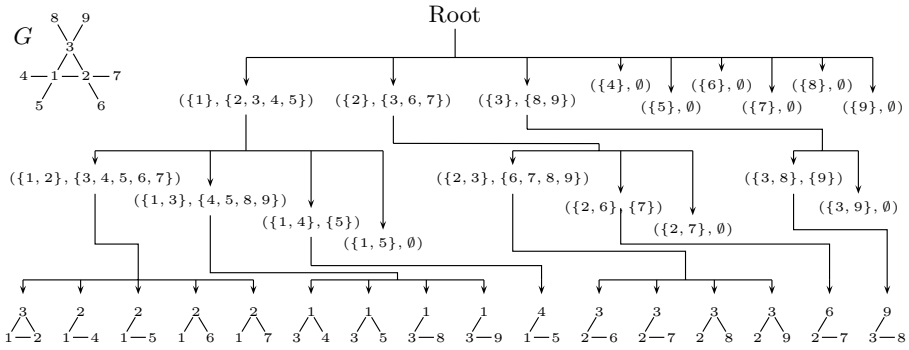 Root
G
8 9
3
4 1 2 7
5 6
({4}, ∅) ({6}, ∅) ({8}, ∅)
({1}, {2, 3, 4, 5}) ({2}, {3, 6, 7}) ({3}, {8, 9}) ({5}, ∅) ({7}, ∅) ({9}, ∅)
({1, 2}, {3, 4, 5, 6, 7}) ({2, 3}, {6, 7, 8, 9}) ({3, 8}, {9})
({1, 3}, {4, 5, 8, 9}) ({2, 6}, {7}) ({3, 9}, ∅)
({1, 4}, {5}) ({2, 7}, ∅)
({1, 5}, ∅)
3 2 2 2 2 1 1 1 1 4 3 3 3 3 6 9
1 2 1 4 1 5 1 6 1 7 3 4 3 5 3 8 3 9 1 5 2 6 2 7 2 8 2 9 2 7 3 8